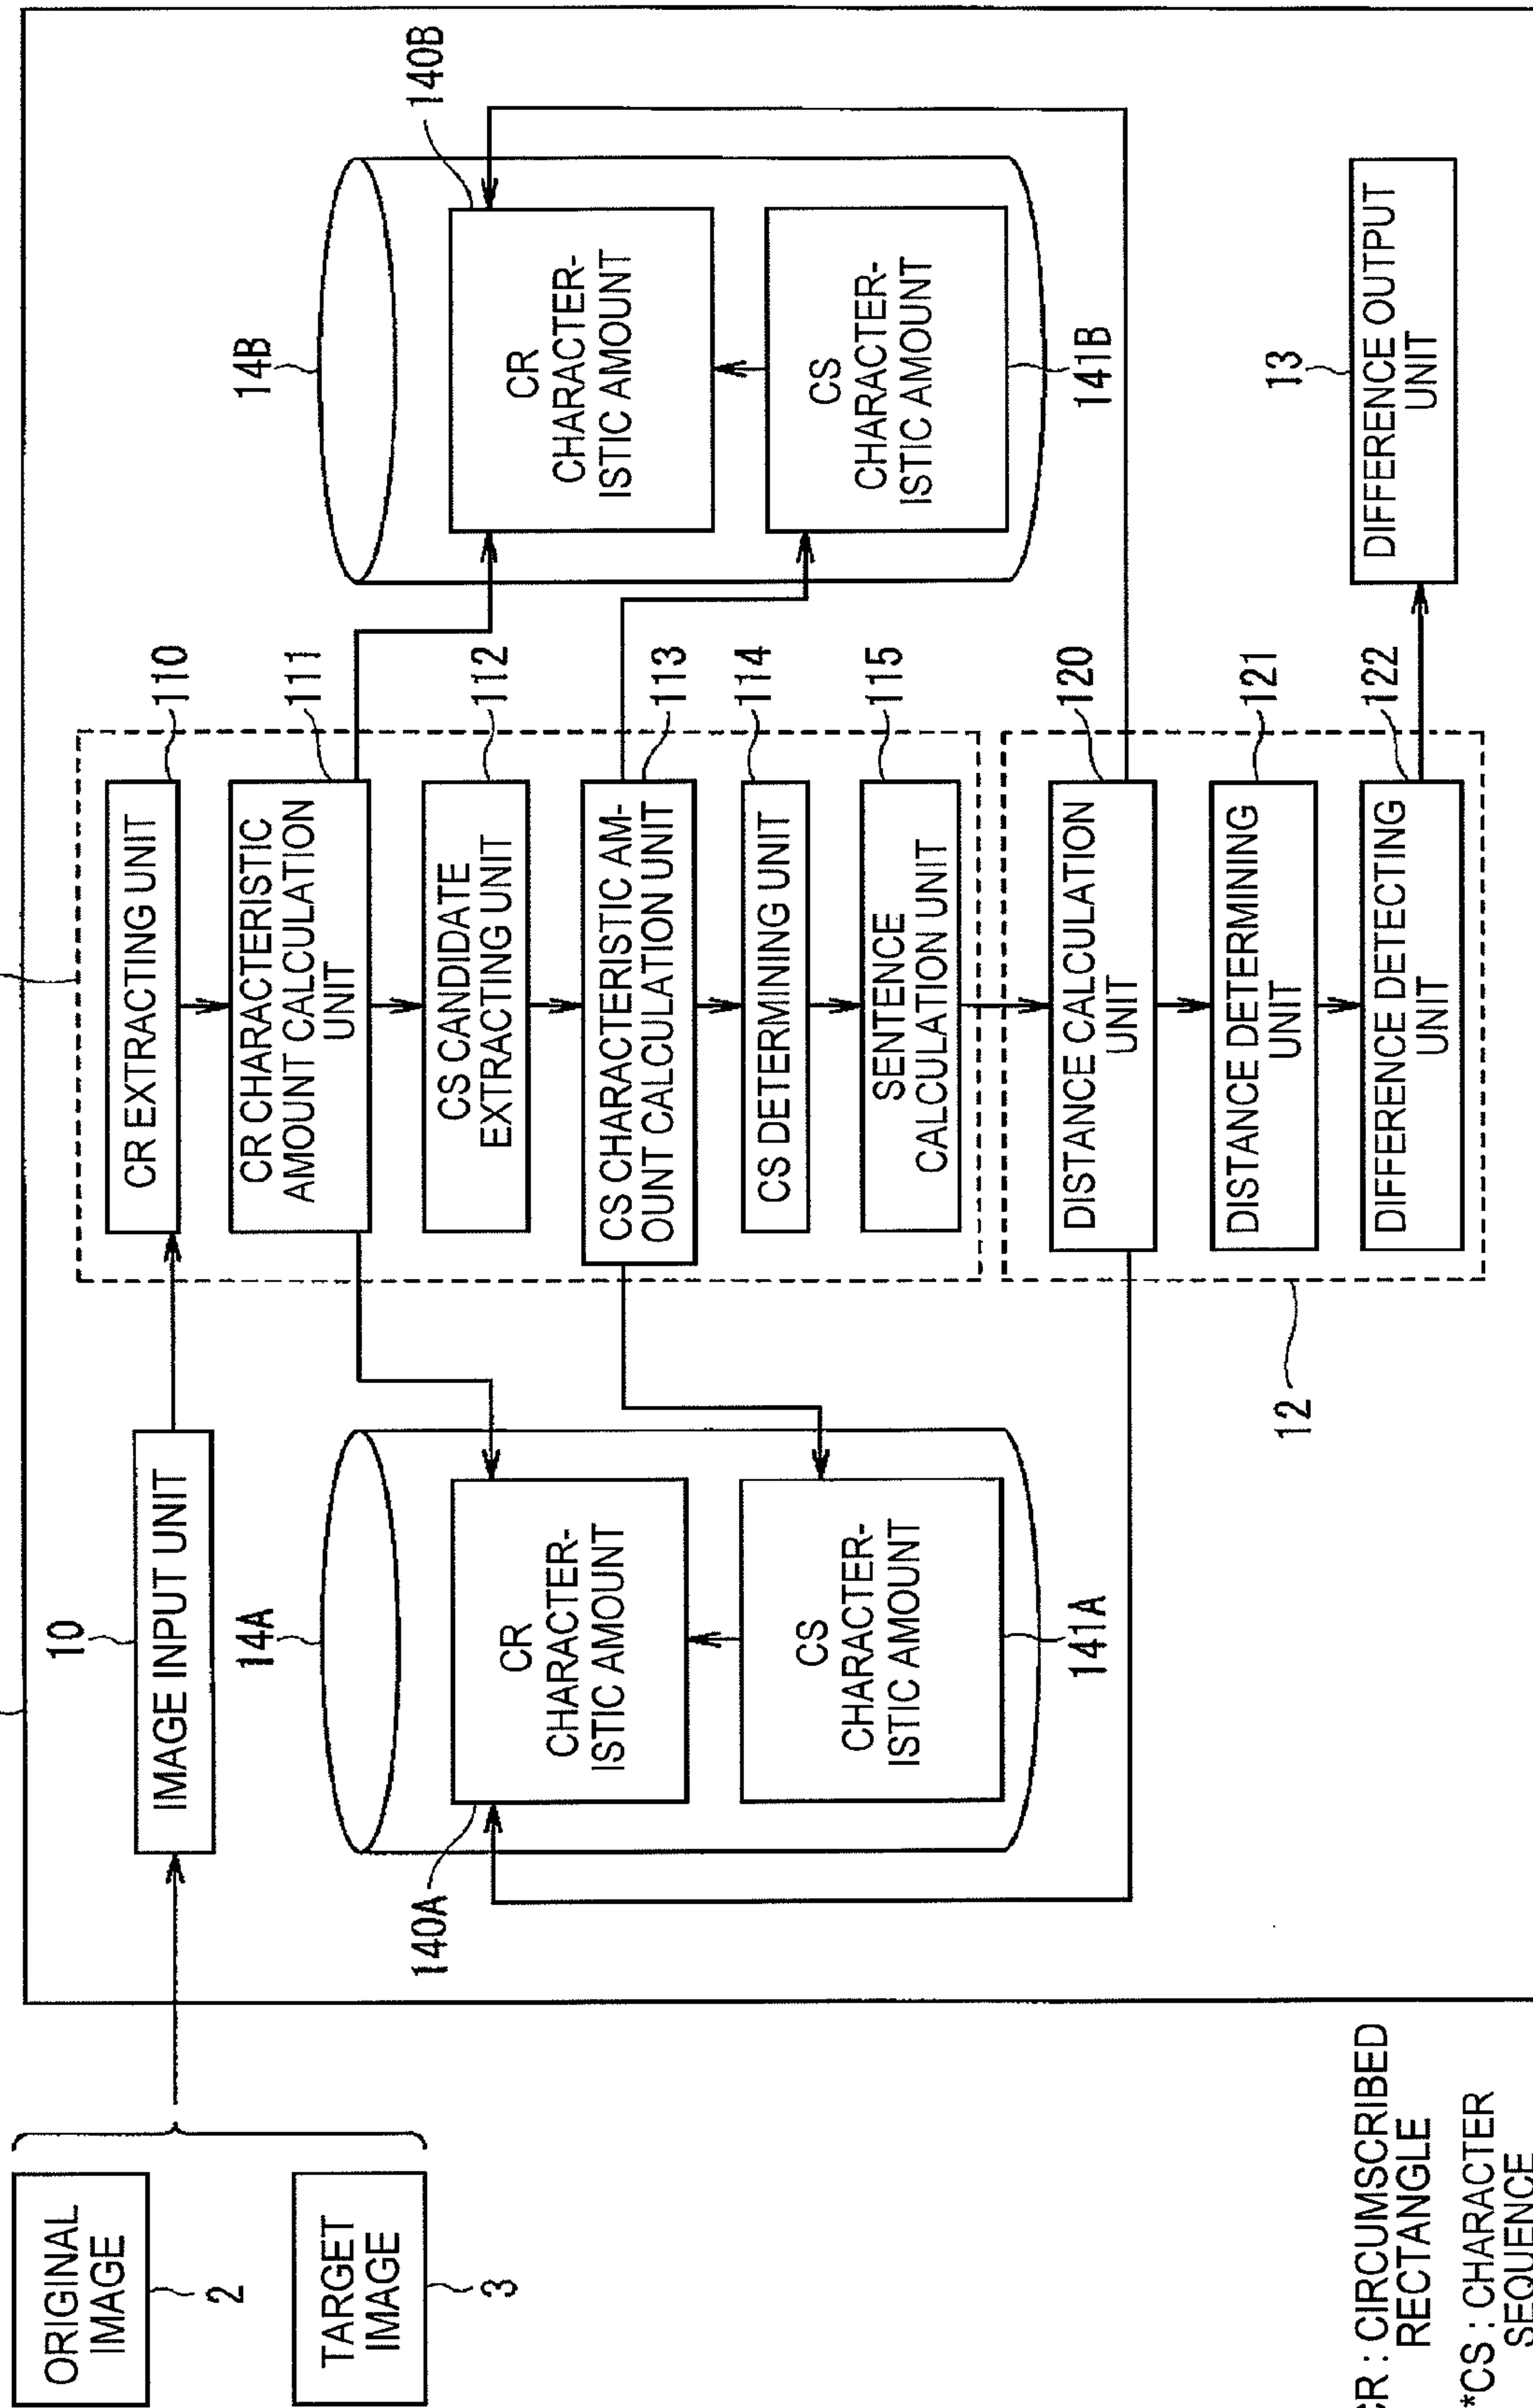 ORIGINAL
IMAGE
2
TARGET
IMAGE
3
10
IMAGE INPUT UNIT
14A
140A
CR
CHARACTER-
ISTIC AMOUNT
CS
CHARACTER-
ISTIC AMOUNT
141A
CR EXTRACTING UNIT
110
CR CHARACTERISTIC
AMOUNT CALCULATION
UNIT
111
CS CANDIDATE
EXTRACTING UNIT
112
CS CHARACTERISTIC AM-
OUNT CALCULATION UNIT
113
CS DETERMINING UNIT
114
SENTENCE
CALCULATION UNIT
115
DISTANCE CALCULATION
UNIT
120
DISTANCE DETERMINING
UNIT
121
DIFFERENCE DETECTING
UNIT
122
12
14B
140B
CR
CHARACTER-
ISTIC AMOUNT
CS
CHARACTER-
ISTIC AMOUNT
141B
13
DIFFERENCE OUTPUT
UNIT
CR : CIRCUMSCRIBED
RECTANGLE
*CS : CHARACTER
SEQUENCE